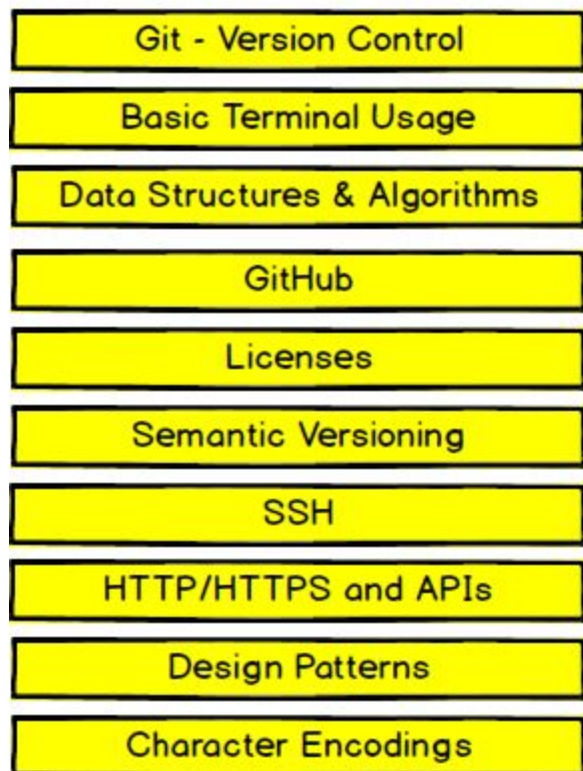 Git - Version Control
Basic Terminal Usage
Data Structures & Algorithms
GitHub
Licenses
Semantic Versioning
SSH
HTTP/HTTPS and APIs
Design Patterns
Character Encodings